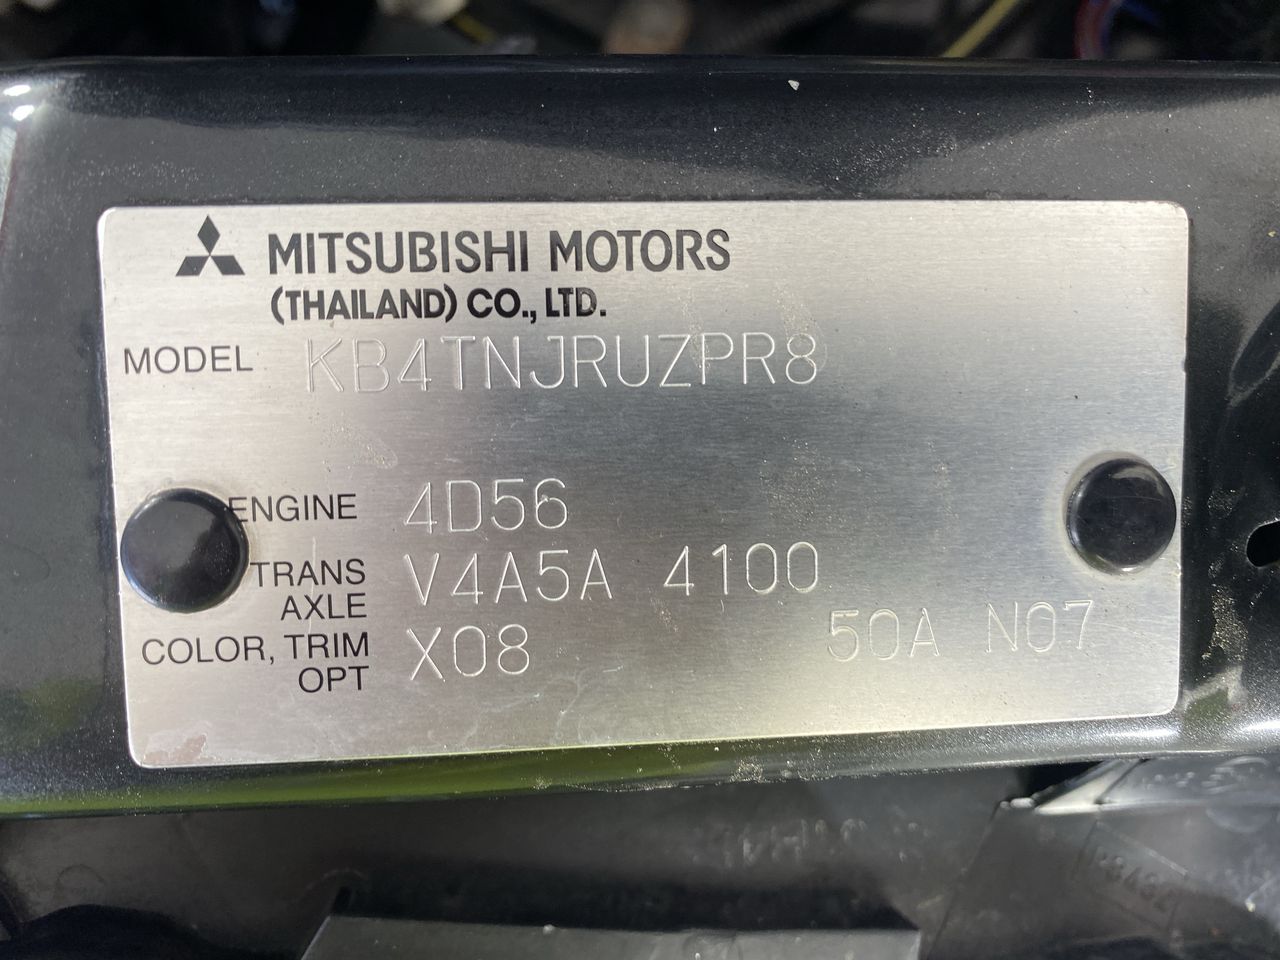 MITSUBISHI MOTORS
(THAILAND) CO., LTD.
MODEL KB4TNJRUZPR8
ENGINE 4D56
TRANS AXLE V4A5A 4100
COLOR, TRIM OPT X08 50A N07